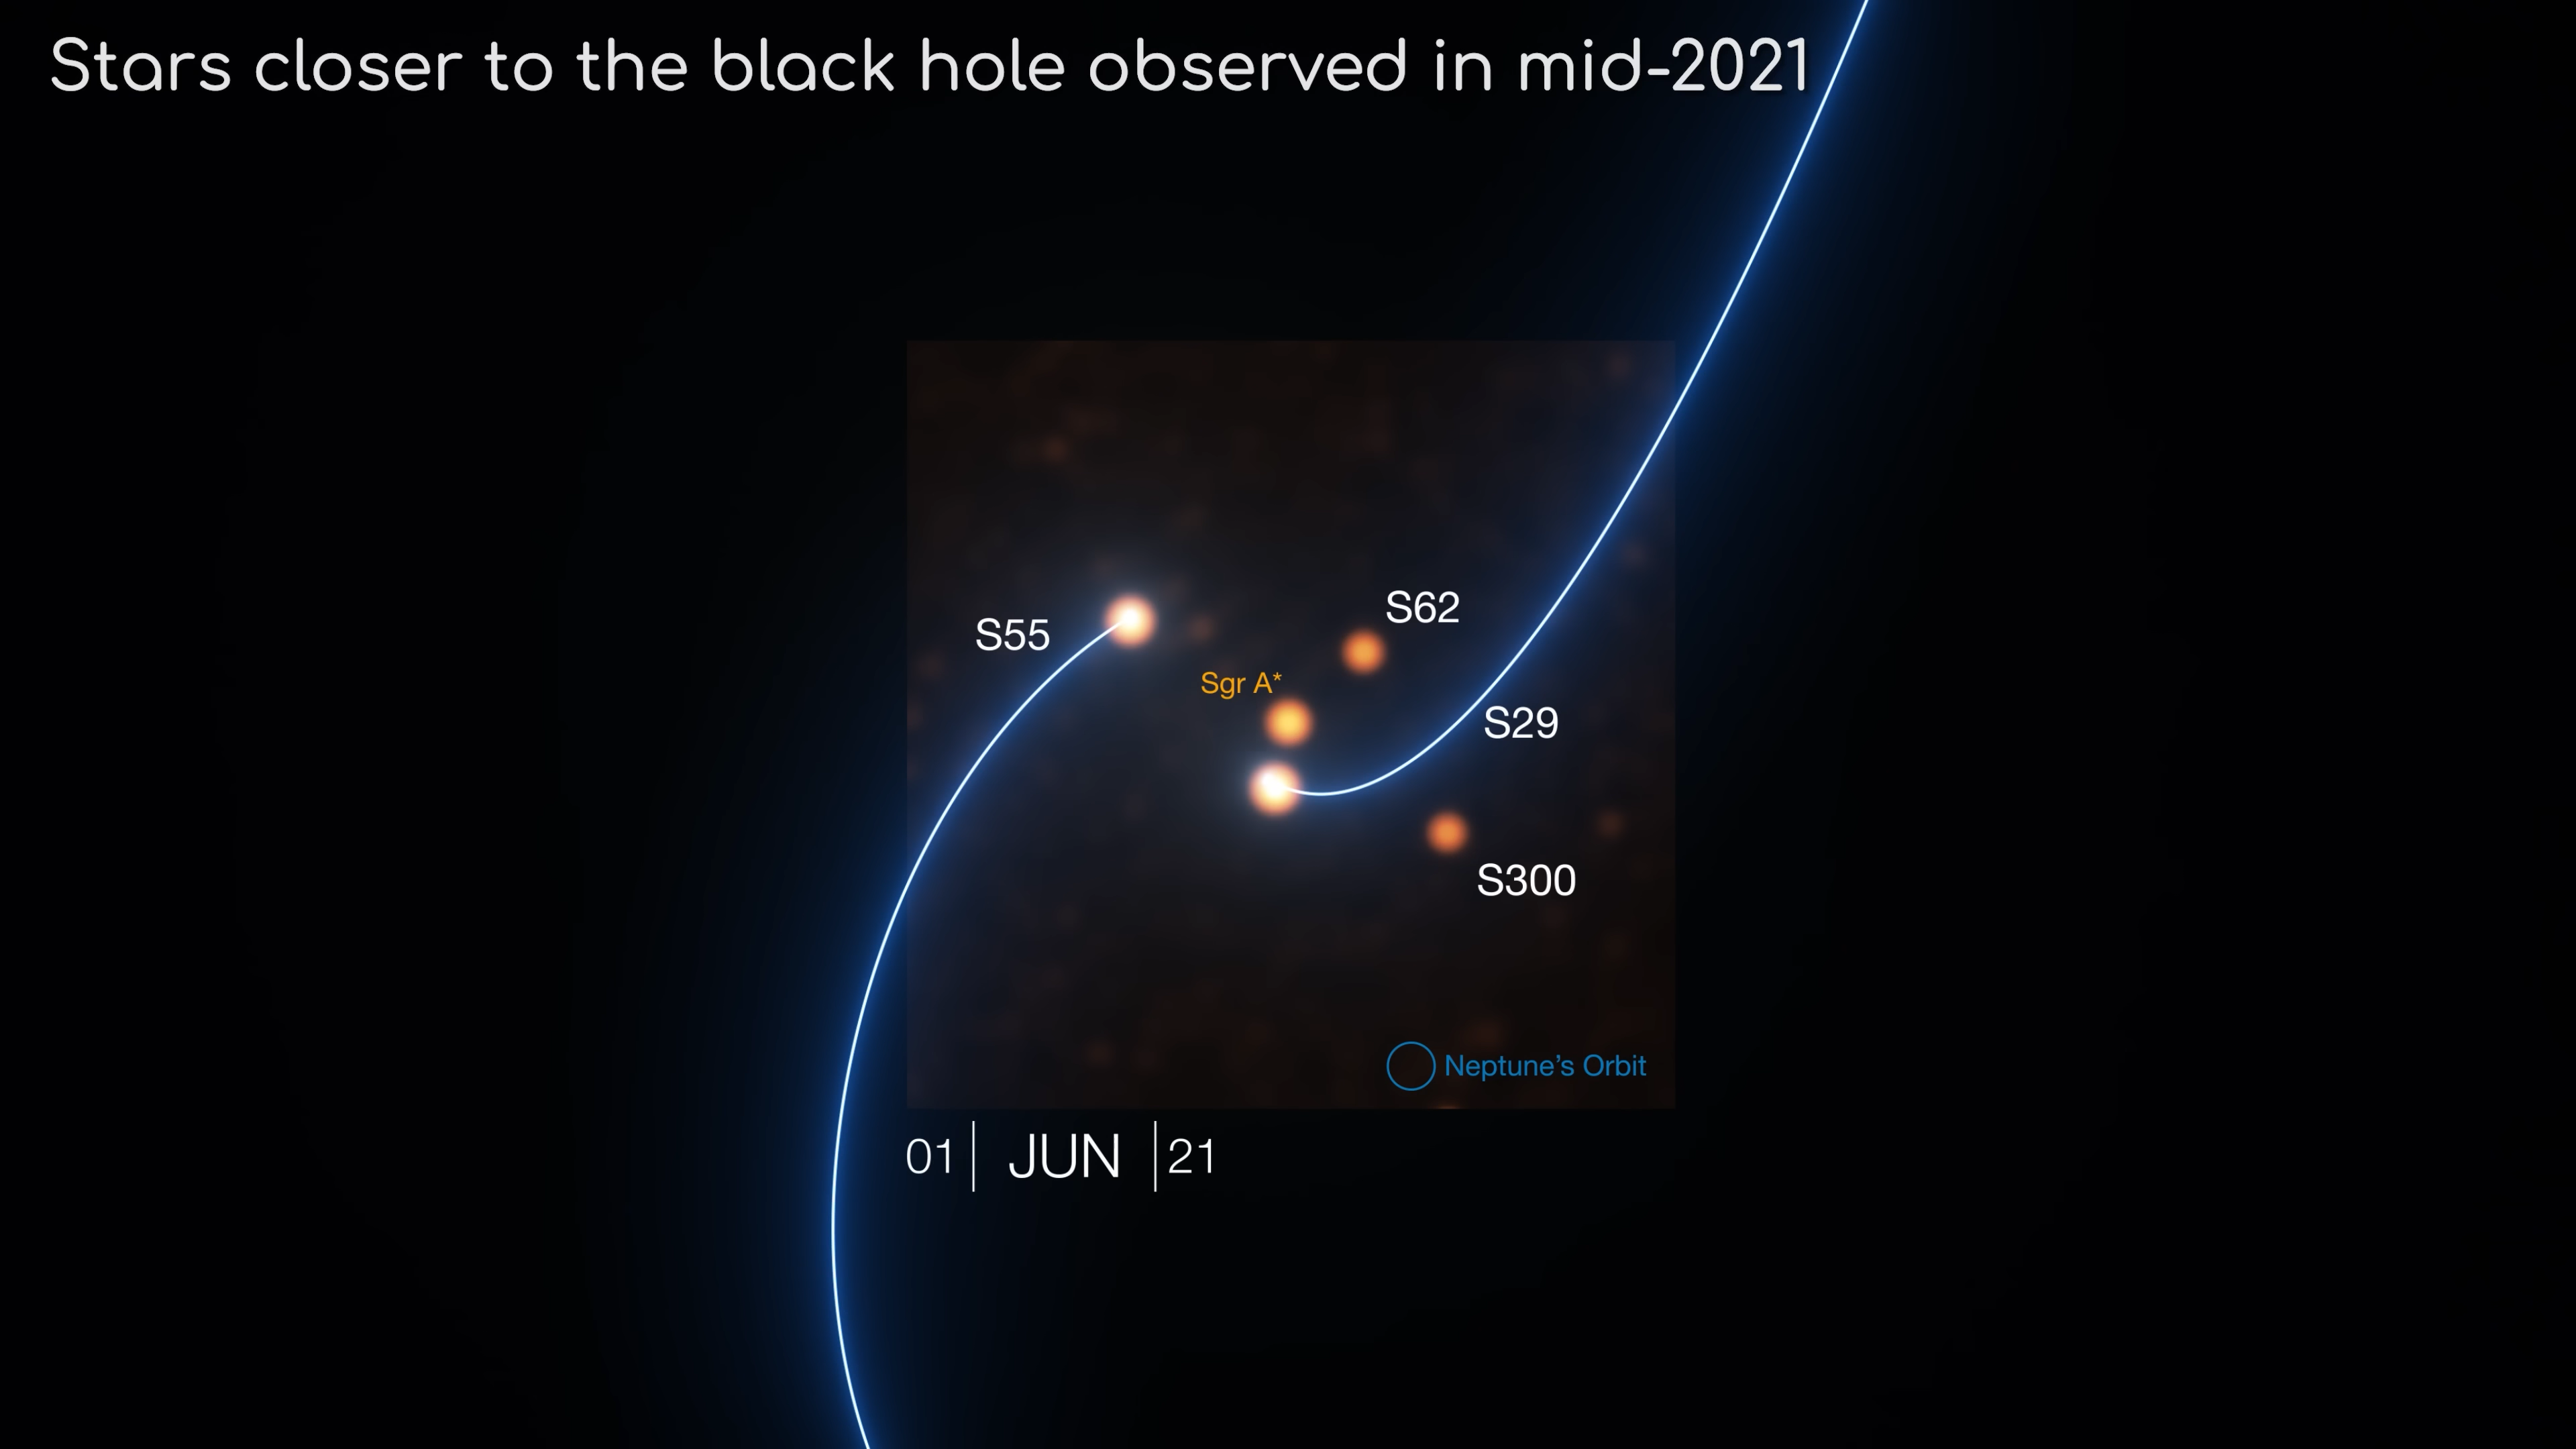 Stars closer to the black hole observed in mid-2021
S62
S55
Sgr A*
S29
S300
Neptune’s Orbit
01 | JUN | 21